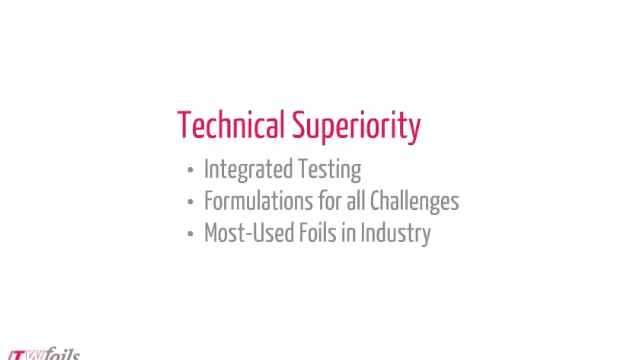 Technical Superiority
• Integrated Testing
• Formulations for all Challenges
• Most-Used Foils in Industry
ITWfoils